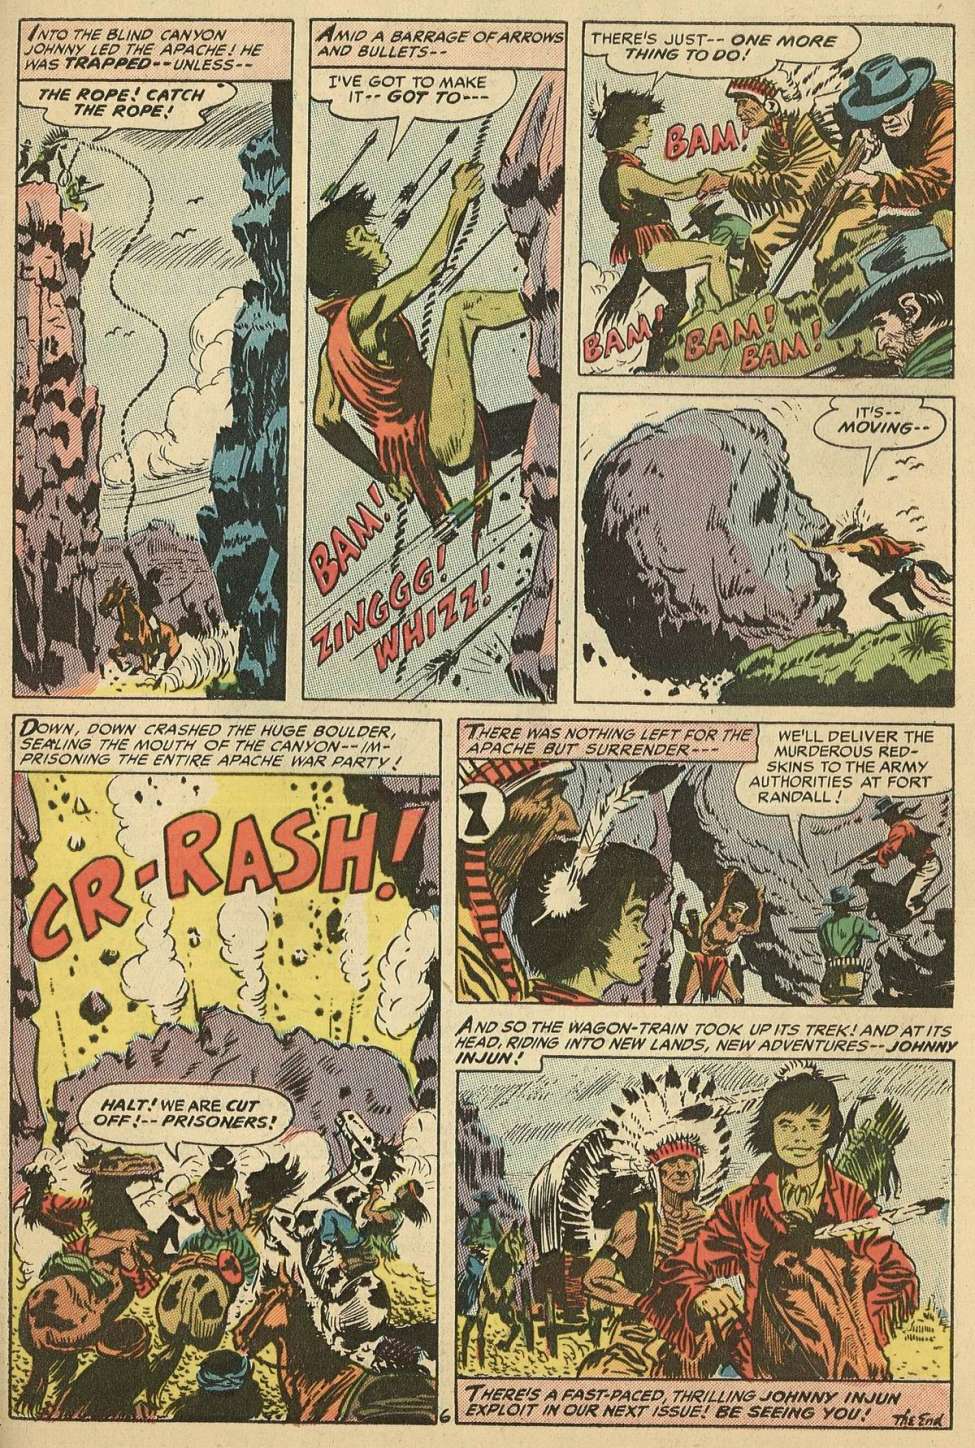 INTO THE BLIND CANYON
JOHNNY LED THE APACHE! HE
WAS TRAPPED--UNLESS--
THE ROPE! CATCH
THE ROPE!
AMID A BARRAGE OF ARROWS
AND BULLETS--
I'VE GOT TO MAKE
IT-- GOT TO---
BAM!
ZINGGG!
WHIZZ!
THERE'S JUST-- ONE MORE
THING TO DO!
BAM!
BAM!
BAM!
BAM!
IT'S--
MOVING--
DOWN, DOWN CRASHED THE HUGE BOULDER,
SEALING THE MOUTH OF THE CANYON--IM-
PRISONING THE ENTIRE APACHE WAR PARTY!
CR-RASH!
HALT! WE ARE CUT
OFF!--PRISONERS!
THERE WAS NOTHING LEFT FOR THE
APACHE BUT SURRENDER---
WE'LL DELIVER THE
MURDEROUS RED-
SKINS TO THE ARMY
AUTHORITIES AT FORT
RANDALL!
AND SO THE WAGON-TRAIN TOOK UP ITS TREK! AND AT ITS
HEAD, RIDING INTO NEW LANDS, NEW ADVENTURES--JOHNNY
INJUN!
THERE'S A FAST-PACED, THRILLING JOHNNY INJUN
EXPLOIT IN OUR NEXT ISSUE! BE SEEING YOU!
The End
6